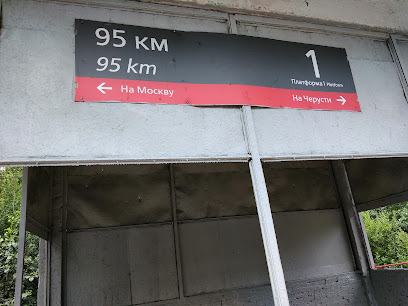 95 КМ
95 km
1
Платформа 1 Platform
← На Москву
На Черусти →